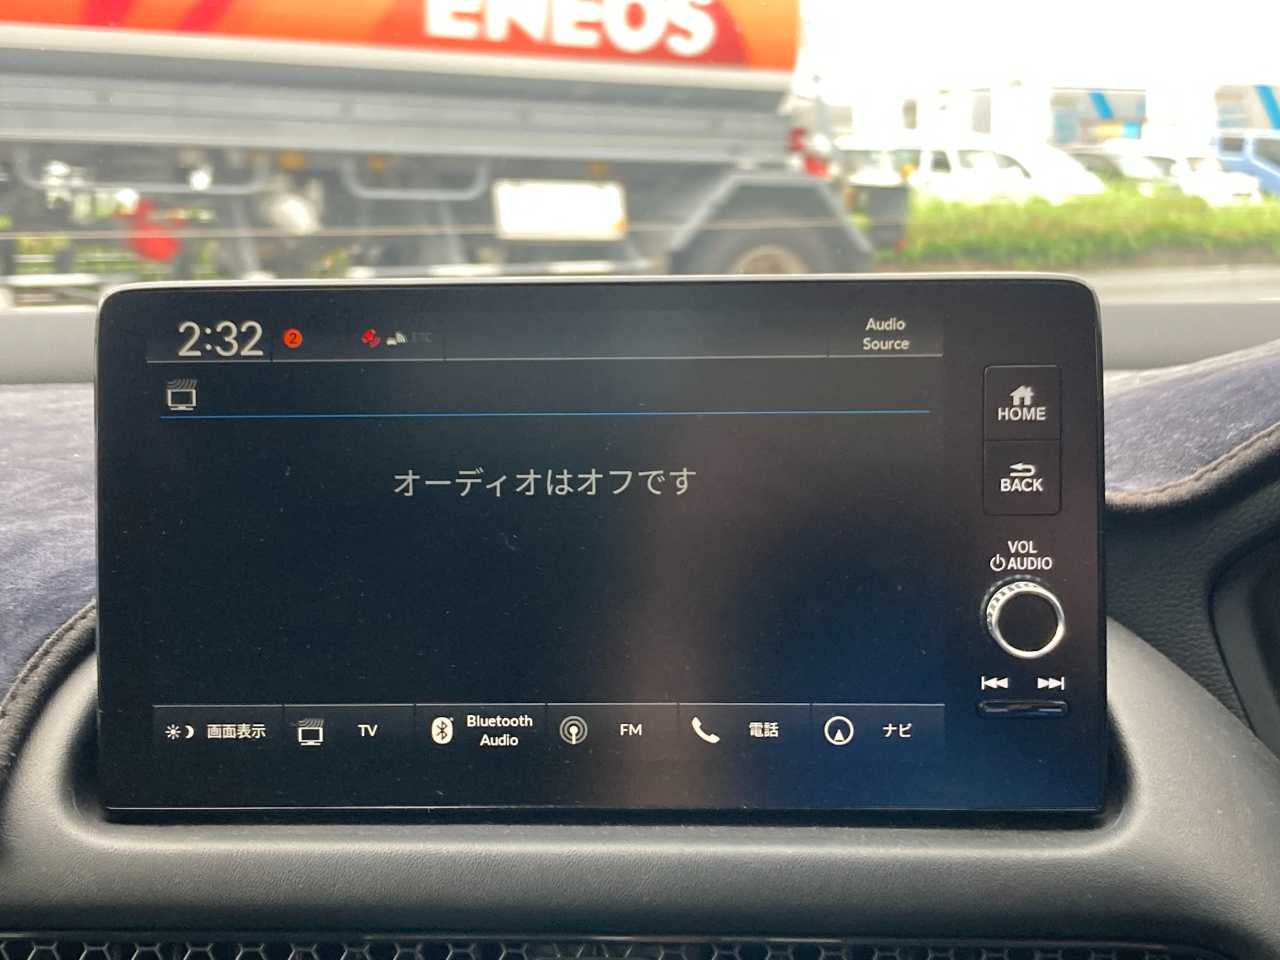 ENEOS
2:32
2
ETC
Audio
Source
HOME
オーディオはオフです
BACK
VOL
AUDIO
画面表示
TV
Bluetooth
Audio
FM
電話
ナビ